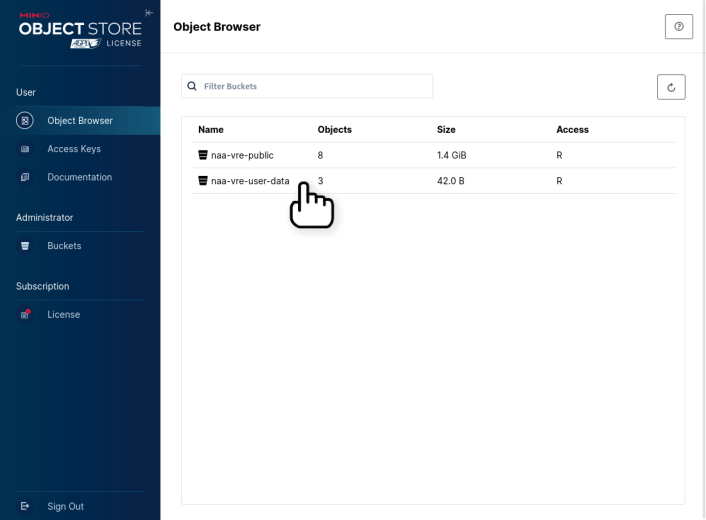 MINIO
OBJECT STORE
AGPLv3 LICENSE
User
Object Browser
Access Keys
Documentation
Administrator
Buckets
Subscription
License
Sign Out
Object Browser
Filter Buckets
Name Objects Size Access
naa-vre-public 8 1.4 GiB R
naa-vre-user-data 3 42.0 B R